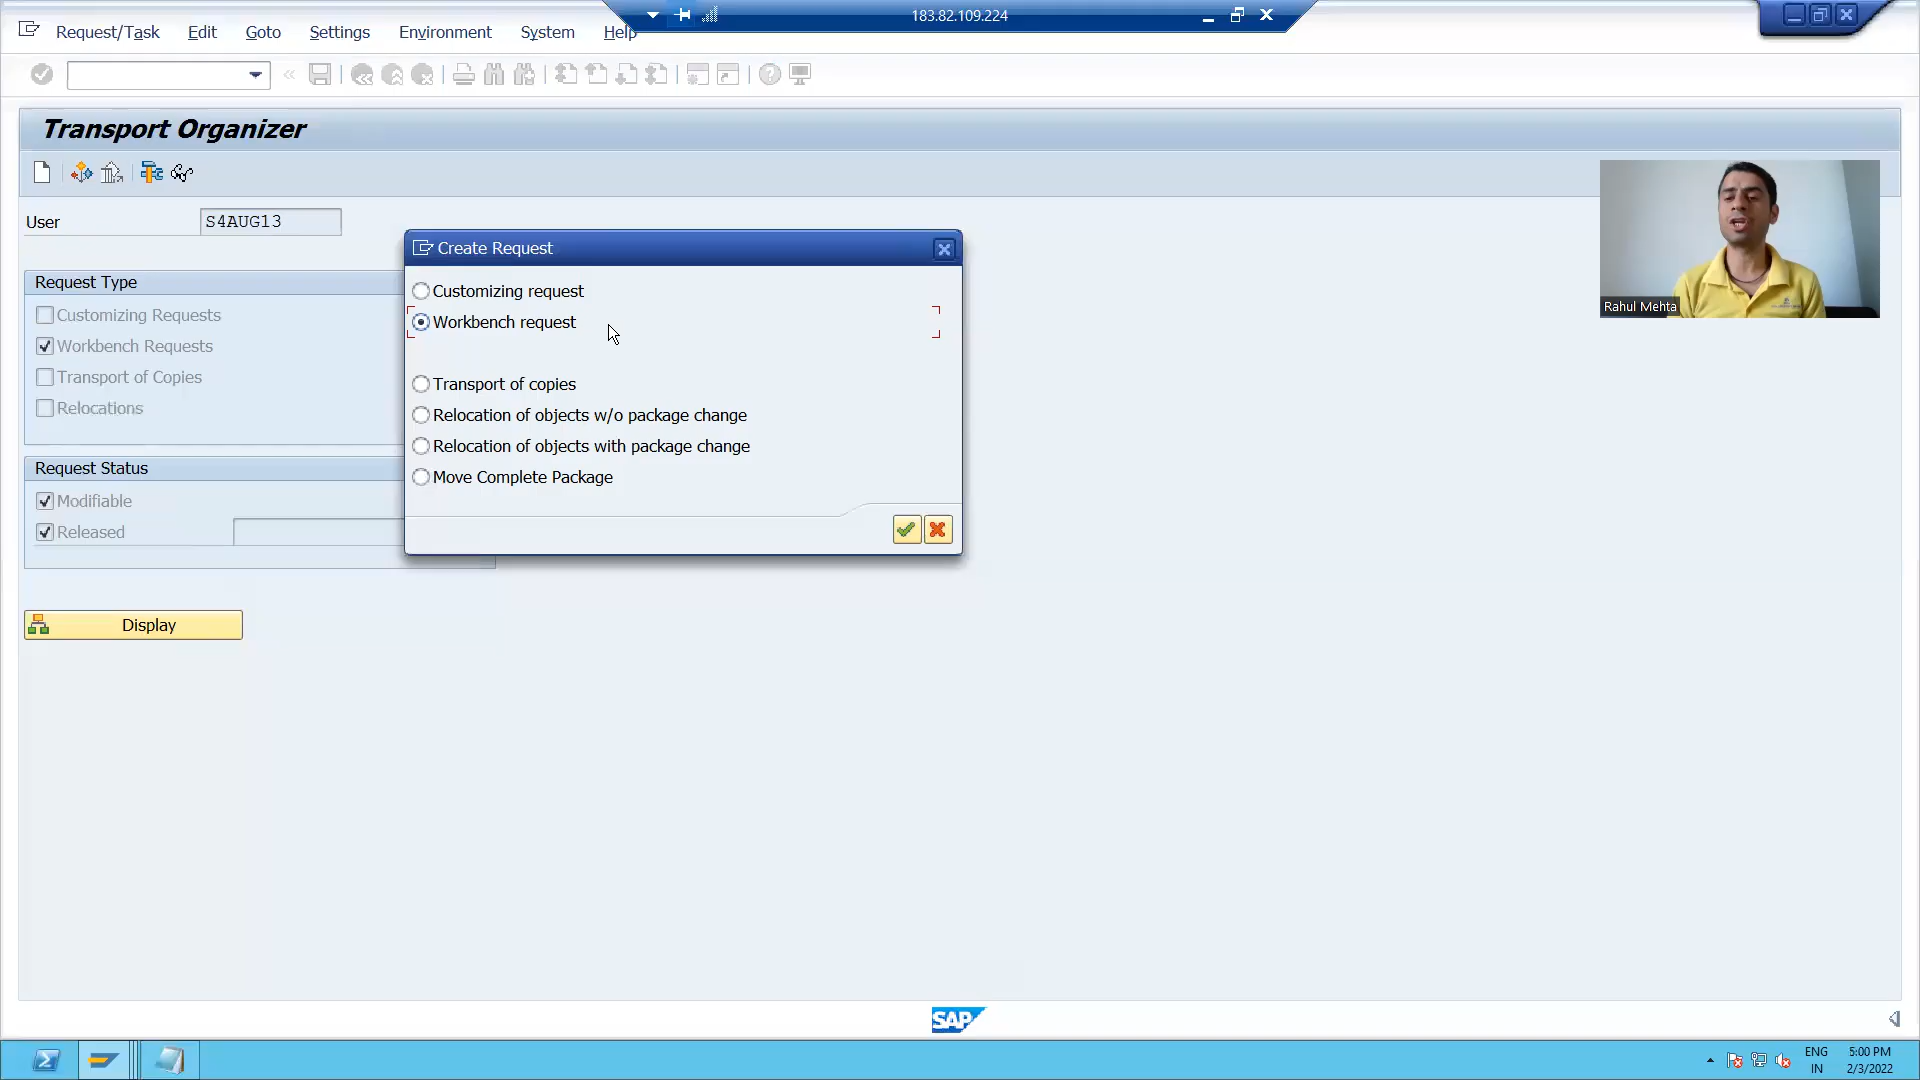 183.82.109.224
Request/Task Edit Goto Settings Environment System Help
Transport Organizer
User S4AUG13
Rahul Mehta
Request Type
Customizing Requests
Workbench Requests
Transport of Copies
Relocations
Request Status
Modifiable
Released
Display
Create Request
Customizing request
Workbench request
Transport of copies
Relocation of objects w/o package change
Relocation of objects with package change
Move Complete Package
SAP
ENG 5:00 PM
IN 2/3/2022